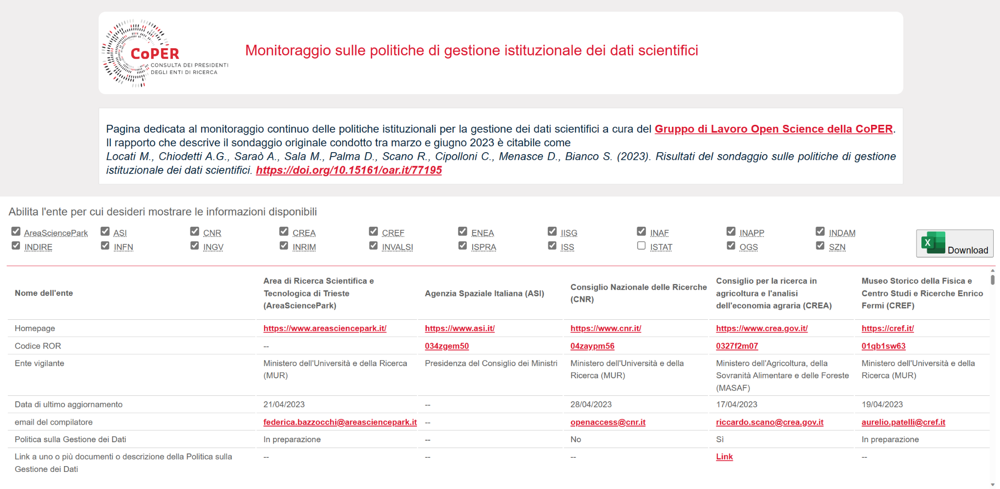 CoPER
CONSULTA DEI PRESIDENTI
DEGLI ENTI DI RICERCA
Monitoraggio sulle politiche di gestione istituzionale dei dati scientifici
Pagina dedicata al monitoraggio continuo delle politiche istituzionali per la gestione dei dati scientifici a cura del Gruppo di Lavoro Open Science della CoPER.
Il rapporto che descrive il sondaggio originale condotto tra marzo e giugno 2023 è citabile come
Locati M., Chiodetti A.G., Saraò A., Sala M., Palma D., Scano R., Cipolloni C., Menasce D., Bianco S. (2023). Risultati del sondaggio sulle politiche di gestione
istituzionale dei dati scientifici. https://doi.org/10.15161/oar.it/77195
Abilita l'ente per cui desideri mostrare le informazioni disponibili
AreaSciencePark ASI CNR CREA CREF ENEA IISG INAF INAPP INDAM
INDIRE INFN INGV INRIM INVALSI ISPRA ISS ISTAT OGS SZN
X Download
Nome dell'ente
Area di Ricerca Scientifica e
Tecnologica di Trieste
(AreaSciencePark)
Agenzia Spaziale Italiana (ASI)
Consiglio Nazionale delle Ricerche
(CNR)
Consiglio per la ricerca in
agricoltura e l'analisi
dell'economia agraria (CREA)
Museo Storico della Fisica e
Centro Studi e Ricerche Enrico
Fermi (CREF)
Homepage https://www.areasciencepark.it/ https://www.asi.it/ https://www.cnr.it/ https://www.crea.gov.it/ https://cref.it/
Codice ROR -- 034zgem50 04zaypm56 0327f2m07 01qb1sw63
Ente vigilante
Ministero dell'Università e della Ricerca
(MUR)
Presidenza del Consiglio dei Ministri
Ministero dell'Università e della
Ricerca (MUR)
Ministero dell'Agricoltura, della
Sovranità Alimentare e delle Foreste
(MASAF)
Ministero dell'Università e della
Ricerca (MUR)
Data di ultimo aggiornamento 21/04/2023 -- 28/04/2023 17/04/2023 19/04/2023
email del compilatore federica.bazzocchi@areasciencepark.it -- openaccess@cnr.it riccardo.scano@crea.gov.it aurelio.patelli@cref.it
Politica sulla Gestione dei Dati In preparazione -- No Sì In preparazione
Link a uno o più documenti o descrizione della Politica sulla
Gestione dei Dati
-- -- -- Link --